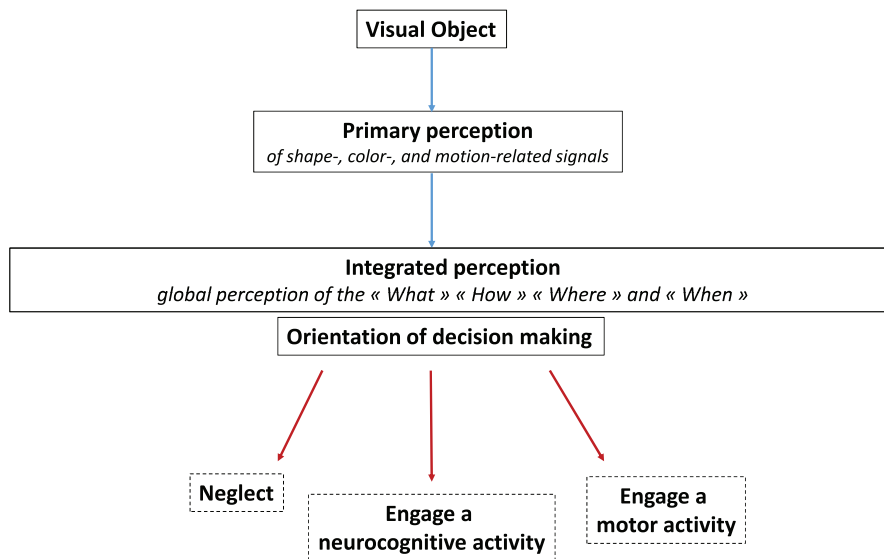 Visual Object
Primary perception
of shape-, color-, and motion-related signals
Integrated perception
global perception of the « What » « How » « Where » and « When »
Orientation of decision making
Neglect
Engage a
neurocognitive activity
Engage a
motor activity